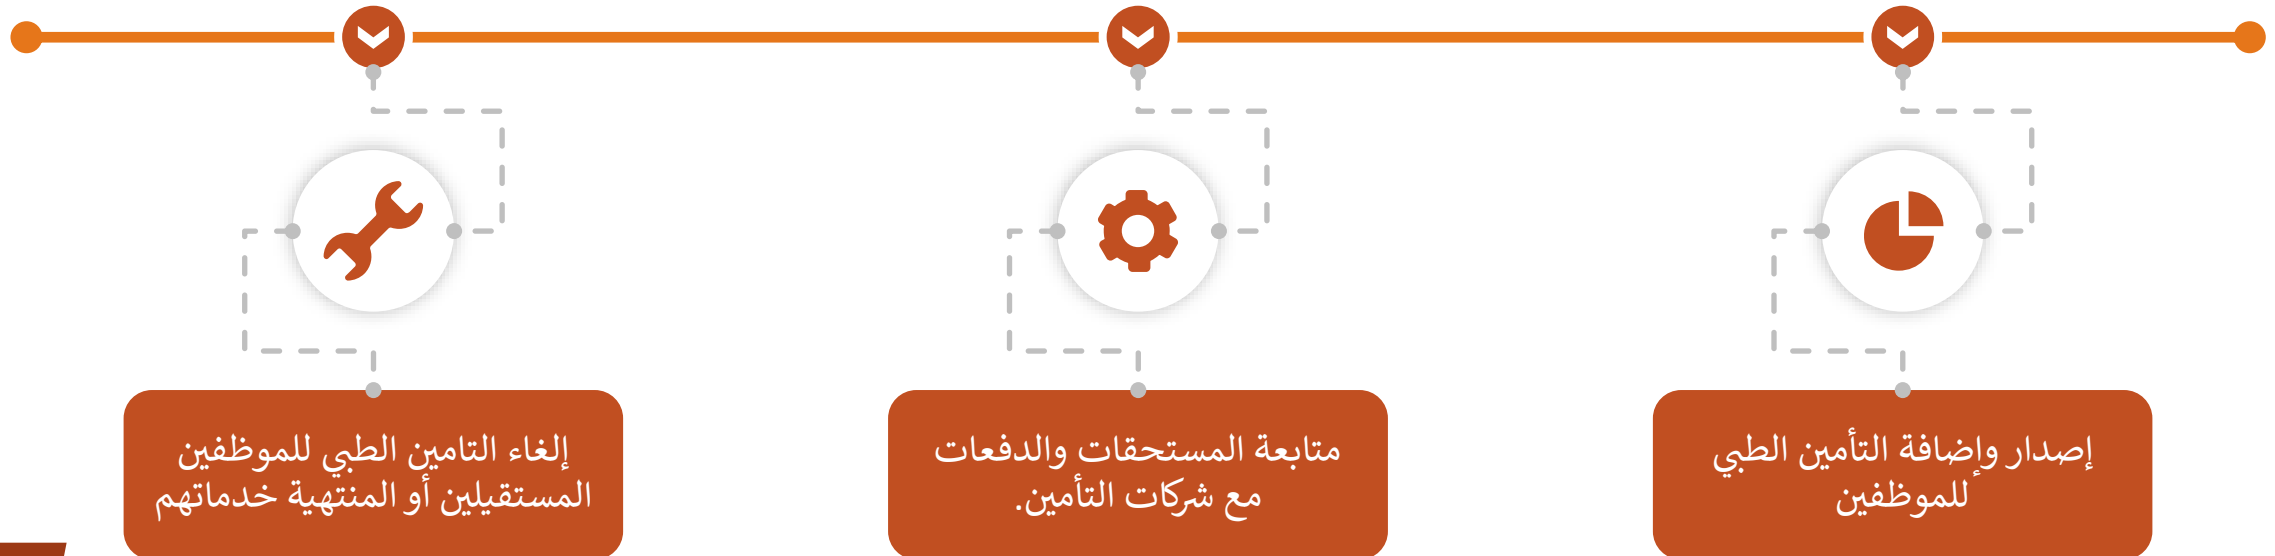 إصدار وإضافة التأمين الطبي
للموظفين
متابعة المستحقات والدفعات
مع شركات التأمين.
إلغاء التامين الطبي للموظفين
المستقيلين أو المنتهية خدماتهم